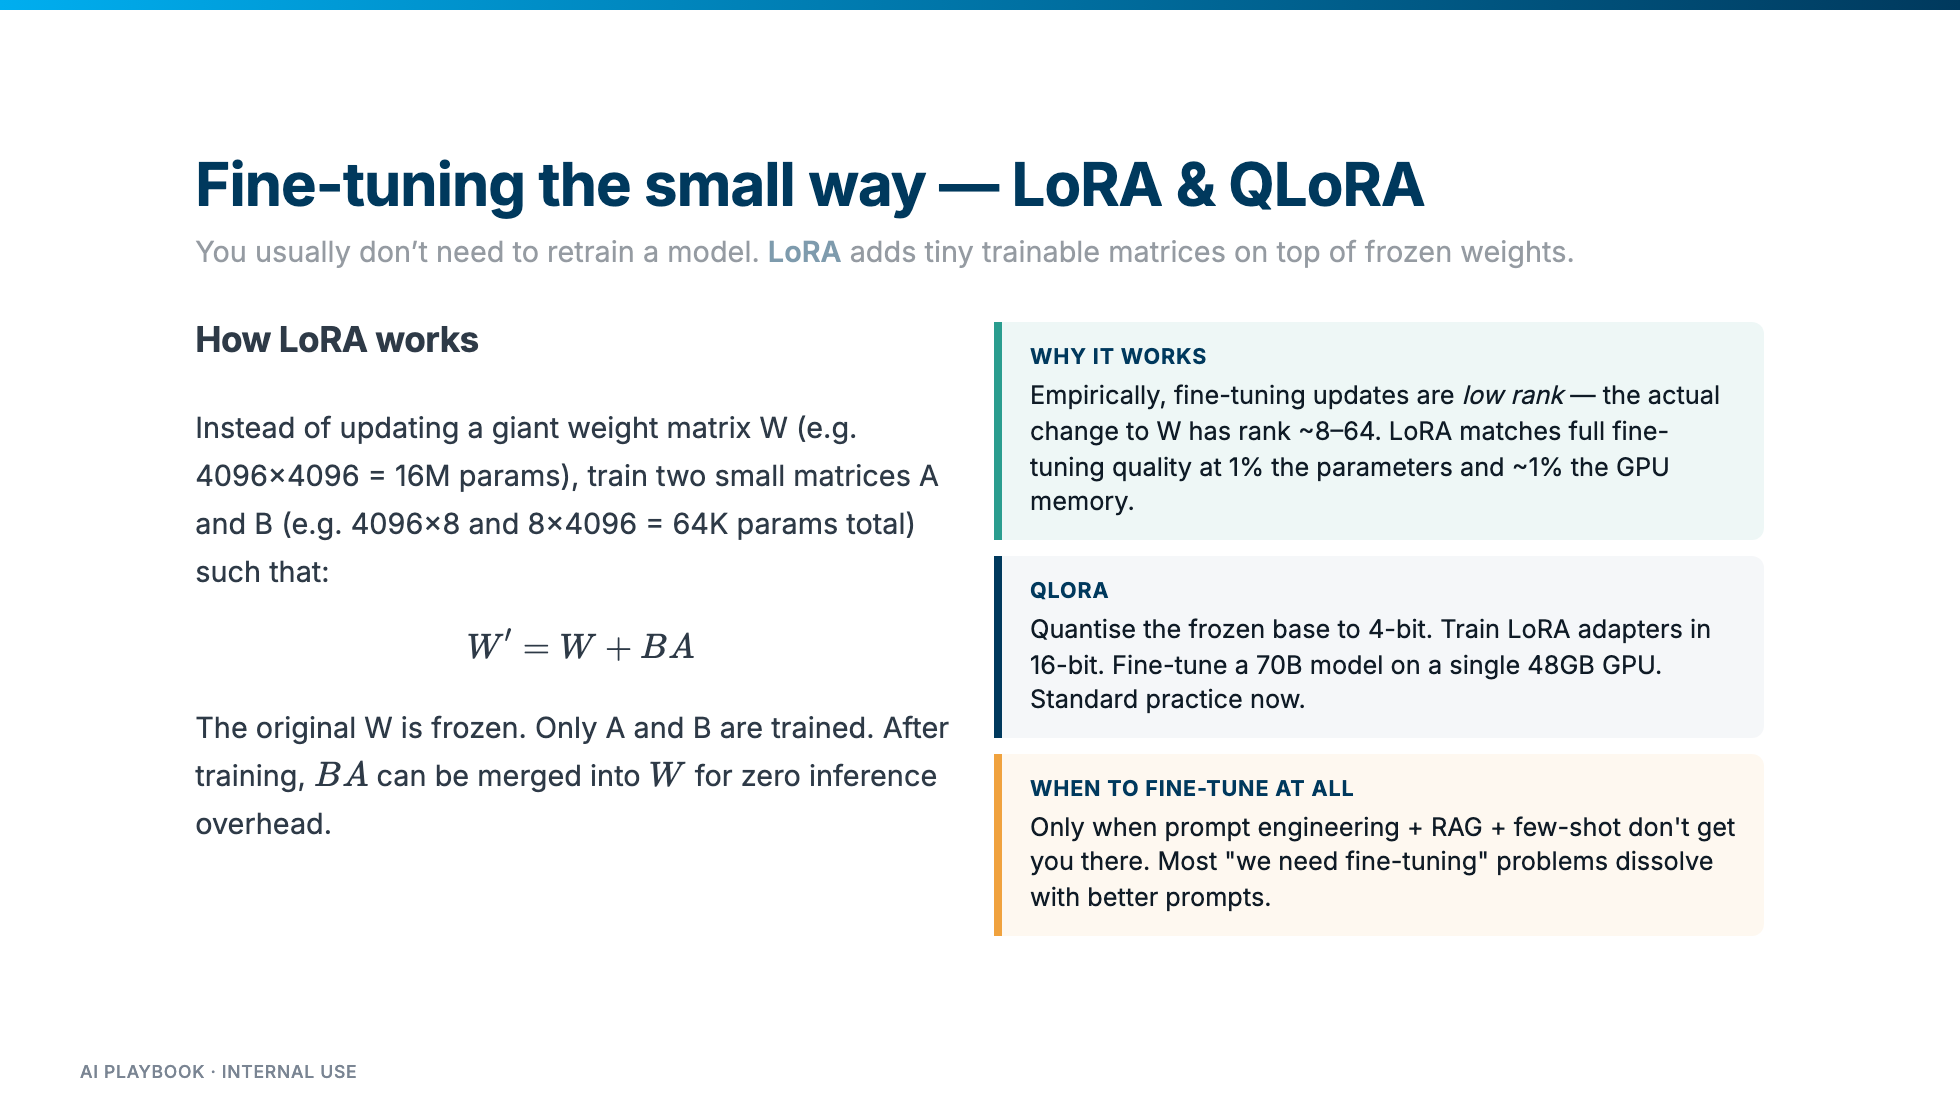 Fine-tuning the small way — LoRA & QLoRA
You usually don’t need to retrain a model. LoRA adds tiny trainable matrices on top of frozen weights.
How LoRA works
Instead of updating a giant weight matrix W (e.g.
4096×4096 = 16M params), train two small matrices A
and B (e.g. 4096×8 and 8×4096 = 64K params total)
such that:
W′ = W + BA
The original W is frozen. Only A and B are trained. After
training, BA can be merged into W for zero inference
overhead.
WHY IT WORKS
Empirically, fine-tuning updates are low rank — the actual
change to W has rank ~8–64. LoRA matches full fine-
tuning quality at 1% the parameters and ~1% the GPU
memory.
QLORA
Quantise the frozen base to 4-bit. Train LoRA adapters in
16-bit. Fine-tune a 70B model on a single 48GB GPU.
Standard practice now.
WHEN TO FINE-TUNE AT ALL
Only when prompt engineering + RAG + few-shot don't get
you there. Most "we need fine-tuning" problems dissolve
with better prompts.
AI PLAYBOOK · INTERNAL USE